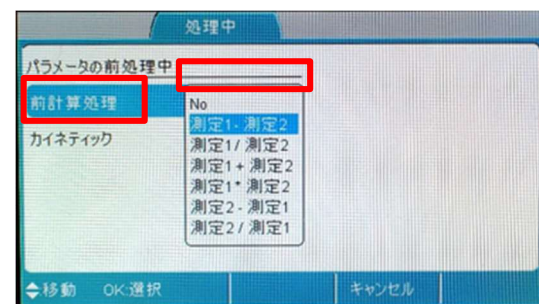 処理中
パラメータの前処理中
前計算処理
No
測定1 - 測定2
カイネティック
測定1 / 測定2
測定1 + 測定2
測定1 * 測定2
測定2 - 測定1
測定2 / 測定1
移動 OK:選択 キャンセル